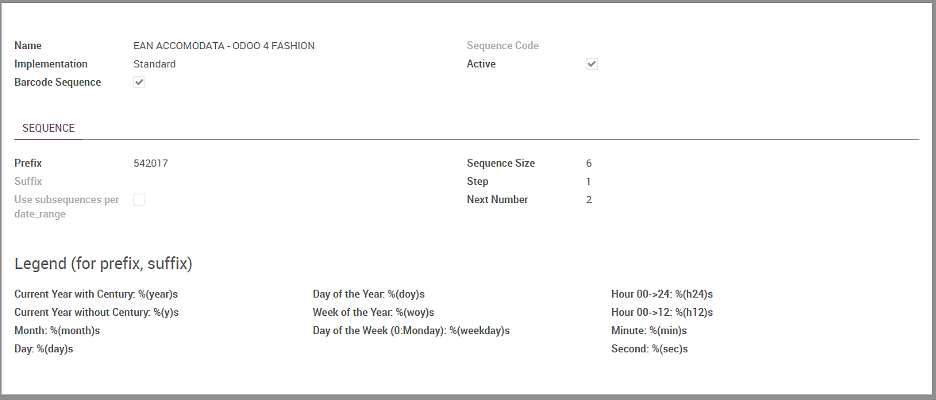 Name EAN ACCOMODATA - ODOO 4 FASHION Sequence Code
Implementation Standard Active
Barcode Sequence
SEQUENCE
Prefix 542017 Sequence Size 6
Suffix Step 1
Use subsequences per Next Number 2
date_range
Legend (for prefix, suffix)
Current Year with Century: %(year)s Day of the Year: %(doy)s Hour 00->24: %(h24)s
Current Year without Century: %(y)s Week of the Year: %(woy)s Hour 00->12: %(h12)s
Month: %(month)s Day of the Week (0:Monday): %(weekday)s Minute: %(min)s
Day: %(day)s Second: %(sec)s